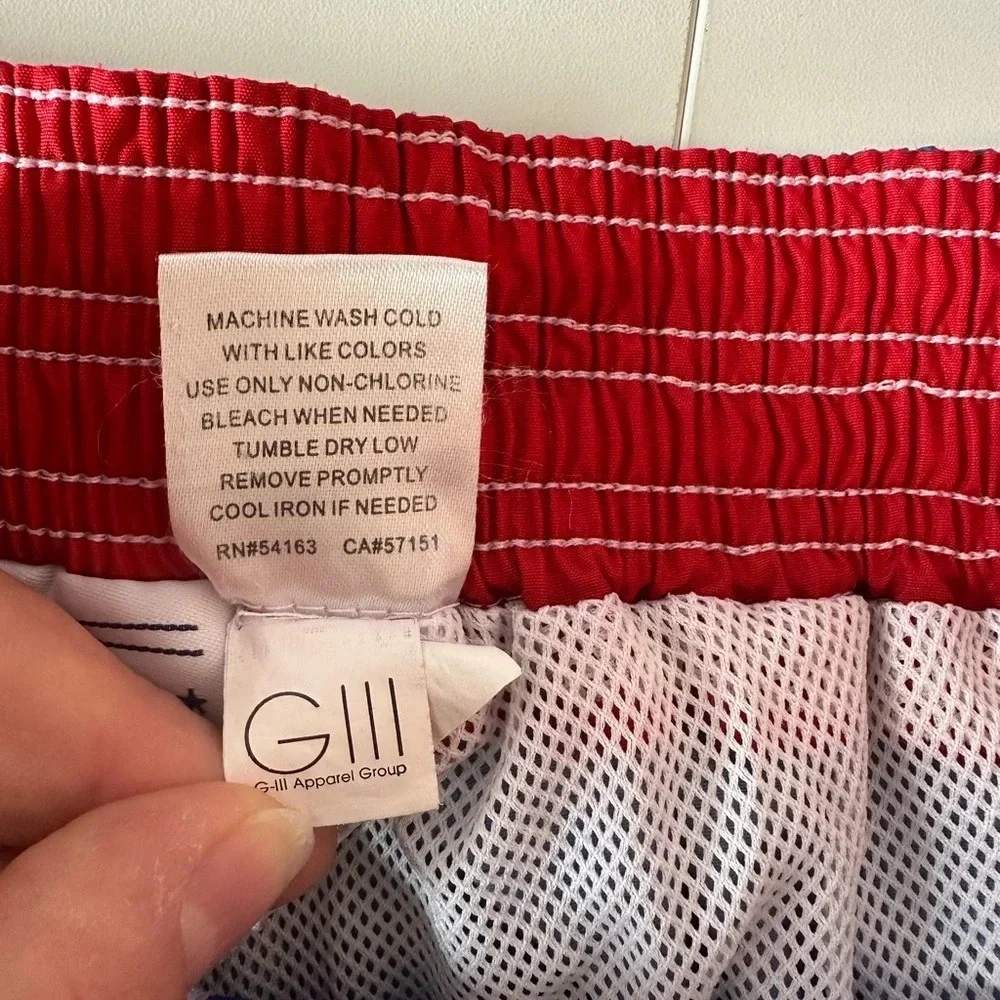 MACHINE WASH COLD
WITH LIKE COLORS
USE ONLY NON-CHLORINE
BLEACH WHEN NEEDED
TUMBLE DRY LOW
REMOVE PROMPTLY
COOL IRON IF NEEDED
RN#54163 CA#57151
GIII
G-III Apparel Group